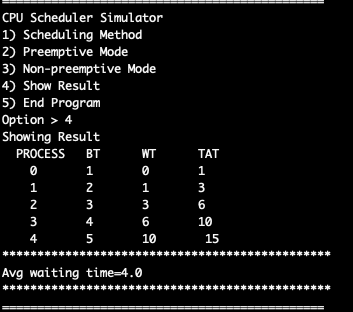 CPU Scheduler Simulator
1) Scheduling Method
2) Preemptive Mode
3) Non-preemptive Mode
4) Show Result
5) End Program
Option > 4
Showing Result
PROCESS BT WT TAT
0 1 0 1
1 2 1 3
2 3 3 6
3 4 6 10
4 5 10 15
***********************************************
Avg waiting time=4.0
***********************************************